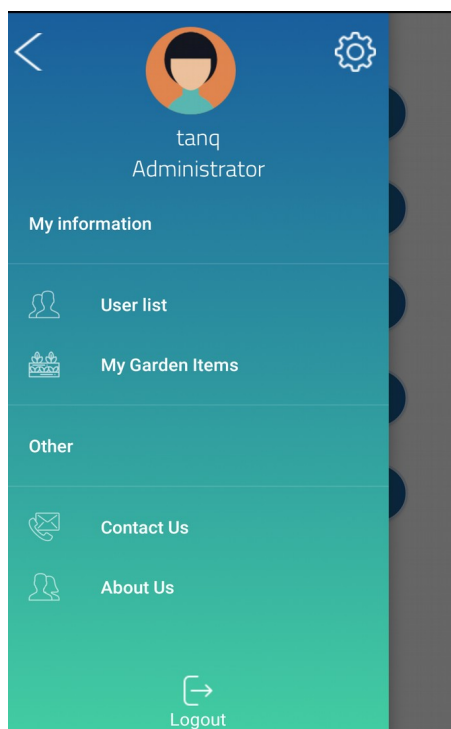 tanq
Administrator
My information
User list
My Garden Items
Other
Contact Us
About Us
Logout